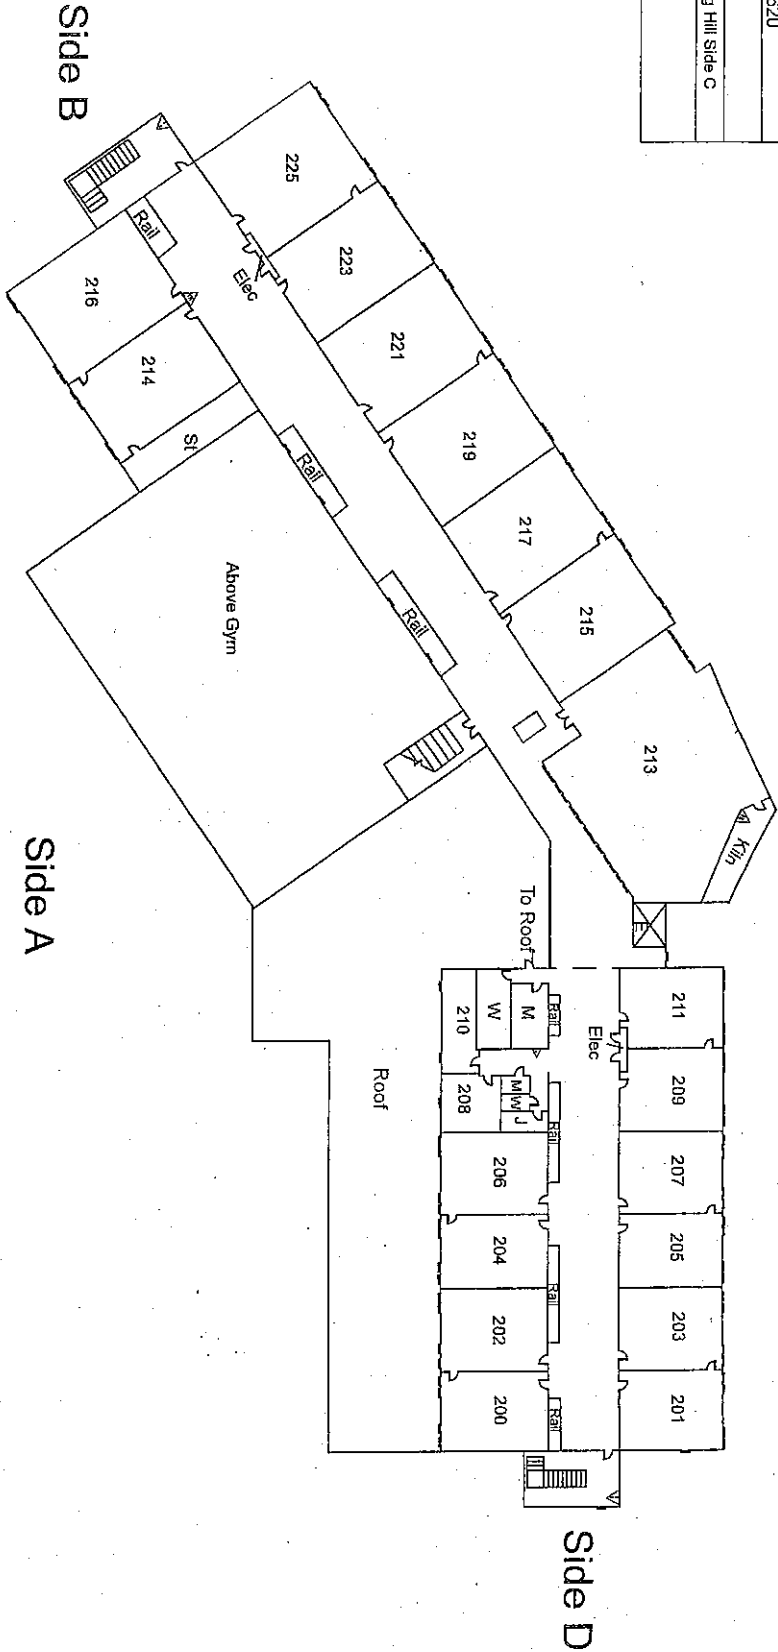 520
g Hill Side C
Side B
225
223
221
219
217
215
213
Kiln
Elec
Rail
216
214
St
Rail
Rail
Above Gym
Side A
E
To Roof
211
209
207
205
203
201
Elec
Rail
Rail
Rail
Rail
M
W
210
M
W
J
208
206
204
202
200
Roof
Side D